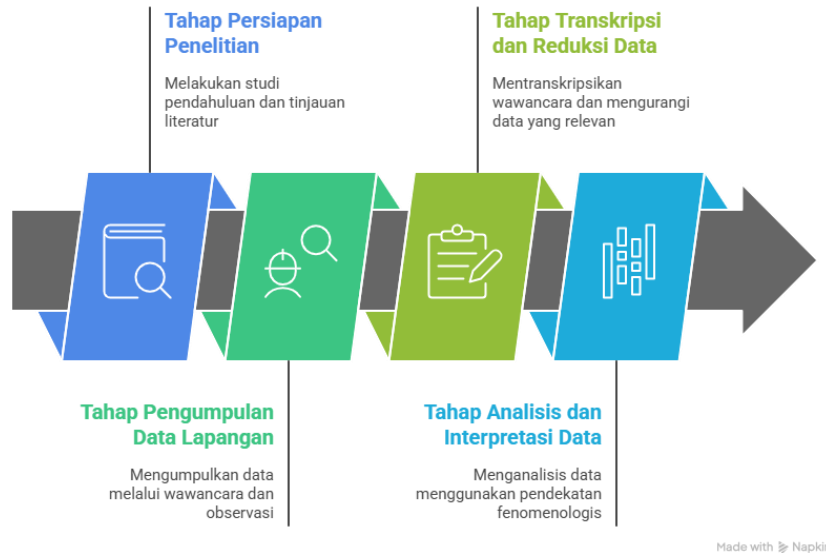 Tahap Persiapan
Penelitian
Melakukan studi
pendahuluan dan tinjauan
literatur
Tahap Transkripsi
dan Reduksi Data
Mentranskripsikan
wawancara dan mengurangi
data yang relevan
Tahap Pengumpulan
Data Lapangan
Mengumpulkan data
melalui wawancara dan
observasi
Tahap Analisis dan
Interpretasi Data
Menganalisis data
menggunakan pendekatan
fenomenologis
Made with Napki